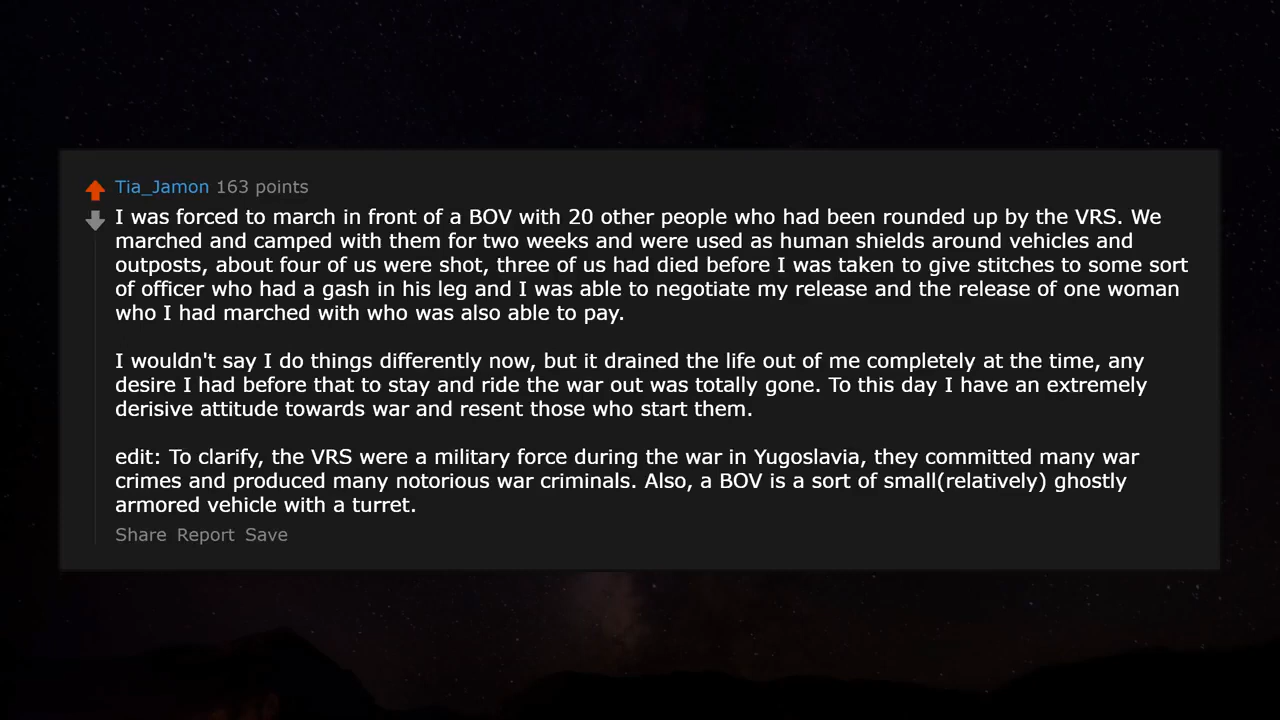 Tia_Jamon 163 points
I was forced to march in front of a BOV with 20 other people who had been rounded up by the VRS. We
marched and camped with them for two weeks and were used as human shields around vehicles and
outposts, about four of us were shot, three of us had died before I was taken to give stitches to some sort
of officer who had a gash in his leg and I was able to negotiate my release and the release of one woman
who I had marched with who was also able to pay.
I wouldn't say I do things differently now, but it drained the life out of me completely at the time, any
desire I had before that to stay and ride the war out was totally gone. To this day I have an extremely
derisive attitude towards war and resent those who start them.
edit: To clarify, the VRS were a military force during the war in Yugoslavia, they committed many war
crimes and produced many notorious war criminals. Also, a BOV is a sort of small(relatively) ghostly
armored vehicle with a turret.
Share Report Save